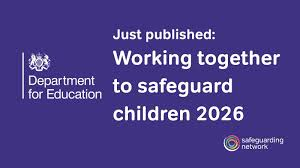 Just published:
Working together
to safeguard
children 2026
Department
for Education
safeguarding
network